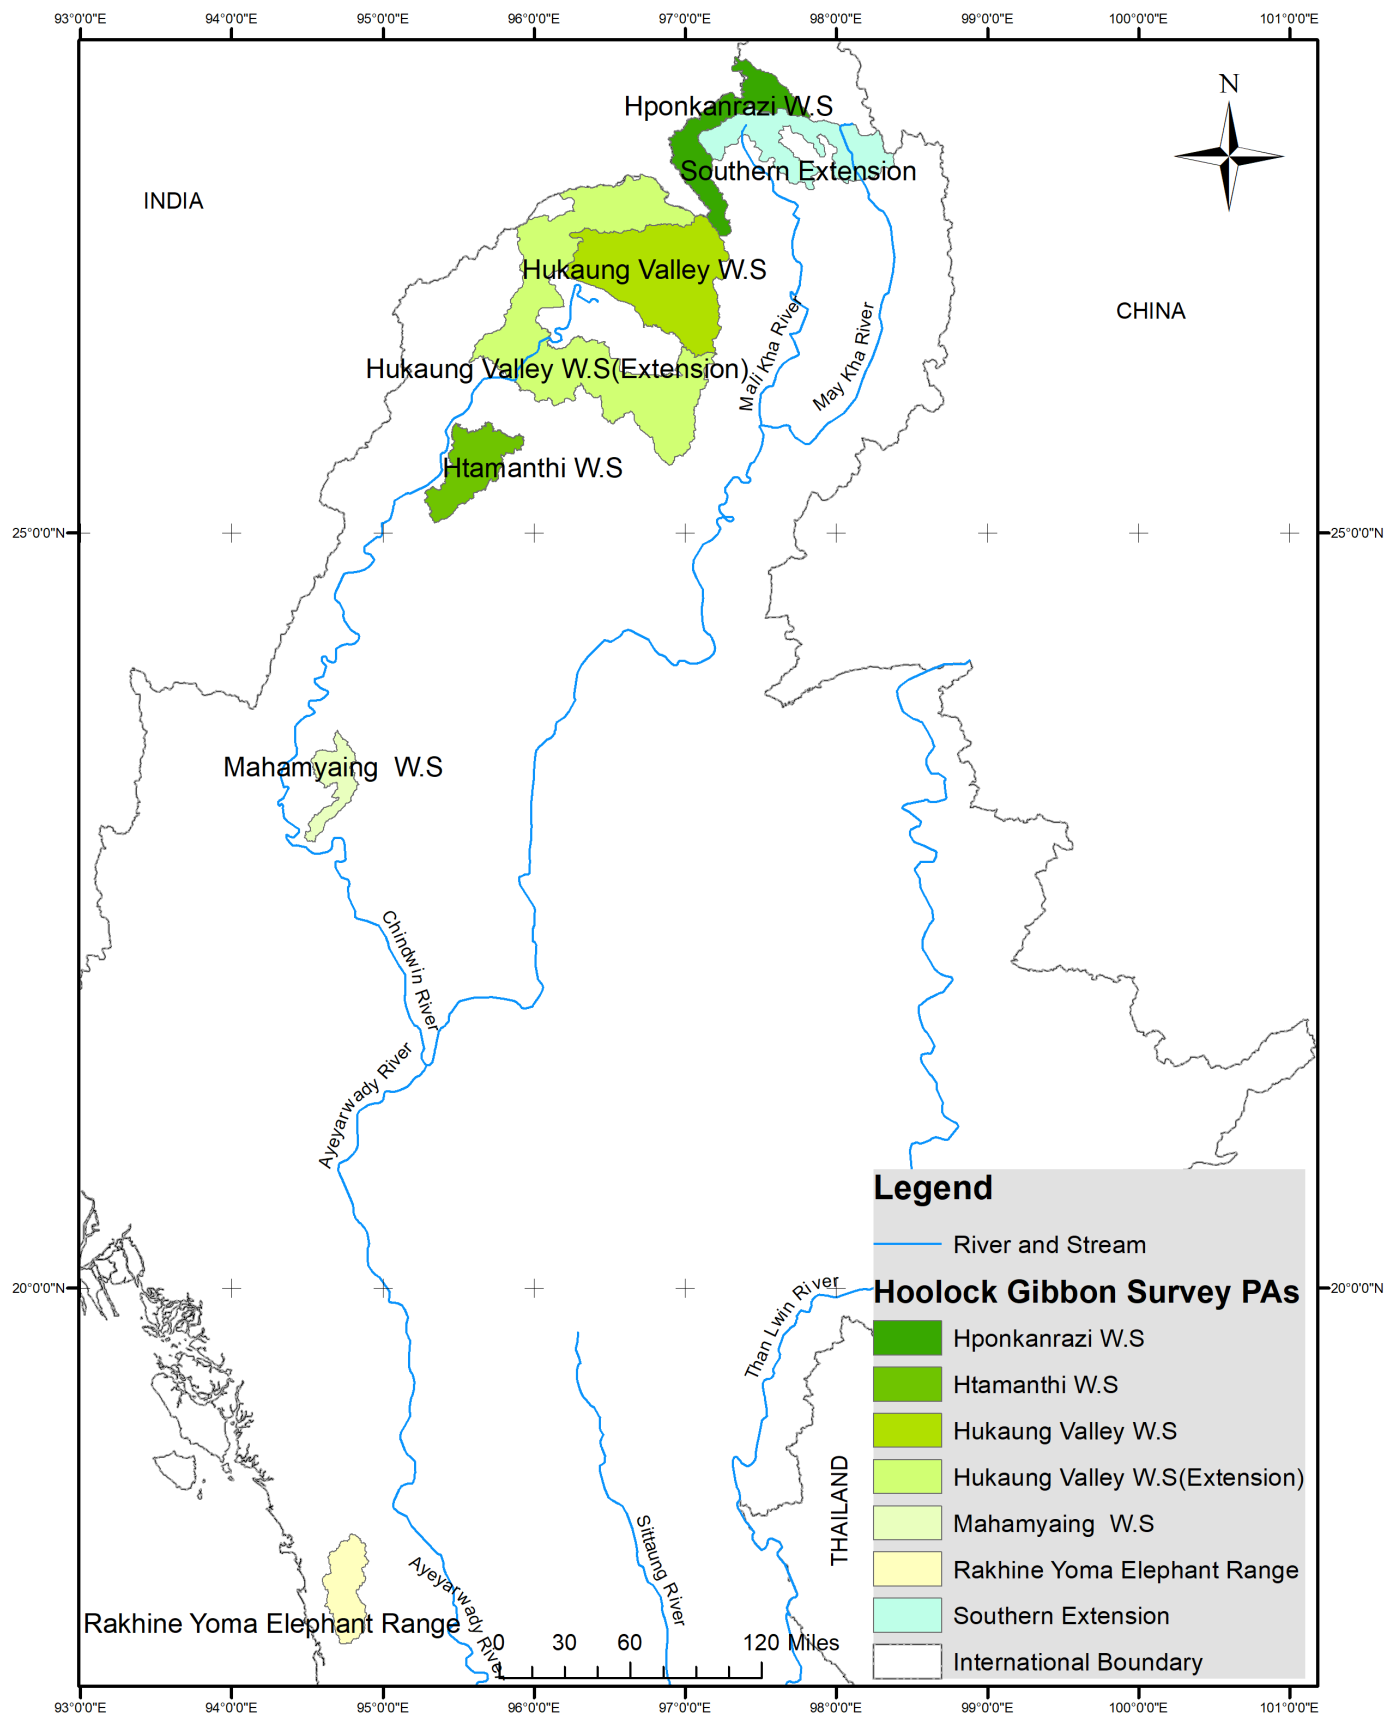 93°0'0"E 94°0'0"E 95°0'0"E 96°0'0"E 97°0'0"E 98°0'0"E 99°0'0"E 100°0'0"E 101°0'0"E
N
Hponkanrazi W.S
Southern Extension
INDIA
Hukaung Valley W.S
CHINA
Mali Kha River
May Kha River
Hukaung Valley W.S(Extension)
Htamanthi W.S
25°0'0"N
25°0'0"N
Mahamyaing W.S
Chindwin River
Ayeyarwady River
Legend
River and Stream
20°0'0"N
20°0'0"N
Than Lwin River
Hoolock Gibbon Survey PAs
Hponkanrazi W.S
Htamanthi W.S
Hukaung Valley W.S
Hukaung Valley W.S(Extension)
Mahamyaing W.S
Rakhine Yoma Elephant Range
Southern Extension
International Boundary
THAILAND
Sittaung River
Ayeyarwady River
Rakhine Yoma Elephant Range
0 30 60 120 Miles
93°0'0"E 94°0'0"E 95°0'0"E 96°0'0"E 97°0'0"E 98°0'0"E 99°0'0"E 100°0'0"E 101°0'0"E